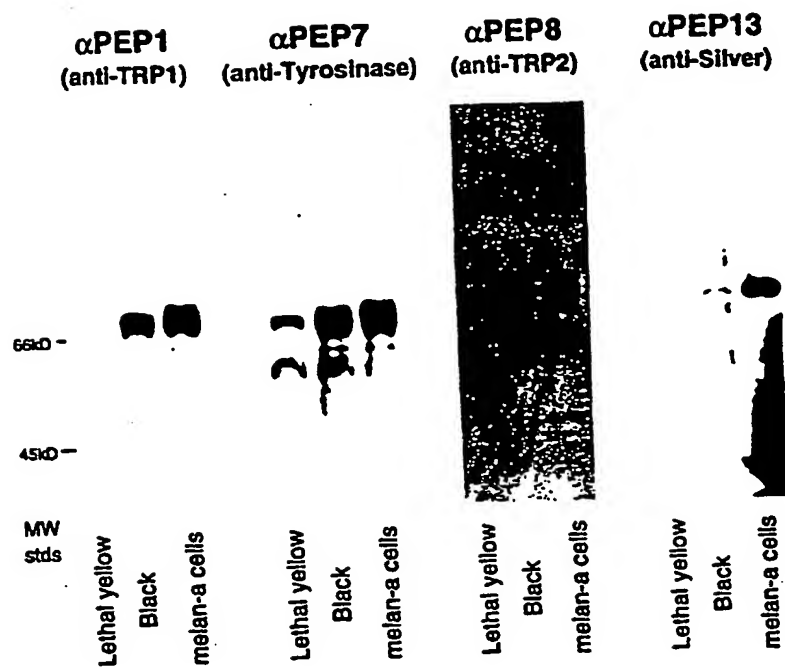 αPEP1 αPEP7 αPEP8 αPEP13
(anti-TRP1) (anti-Tyrosinase) (anti-TRP2) (anti-Silver)
66kD
45kD
MW
stds
Lethal yellow
Black
melan-a cells
Lethal yellow
Black
melan-a cells
Lethal yellow
Black
melan-a cells
Lethal yellow
Black
melan-a cells